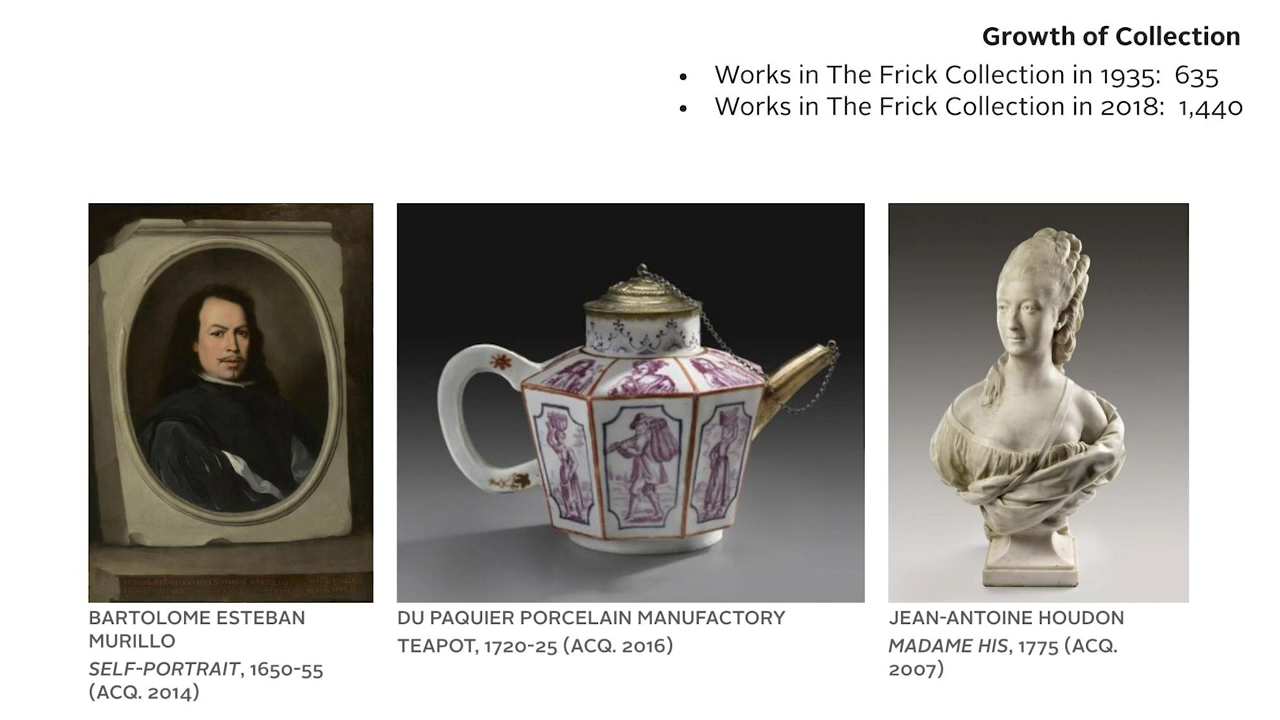 Growth of Collection
• Works in The Frick Collection in 1935: 635
• Works in The Frick Collection in 2018: 1,440
BARTOLOME ESTEBAN
MURILLO
SELF-PORTRAIT, 1650-55
(ACQ. 2014)
DU PAQUIER PORCELAIN MANUFACTORY
TEAPOT, 1720-25 (ACQ. 2016)
JEAN-ANTOINE HOUDON
MADAME HIS, 1775 (ACQ.
2007)